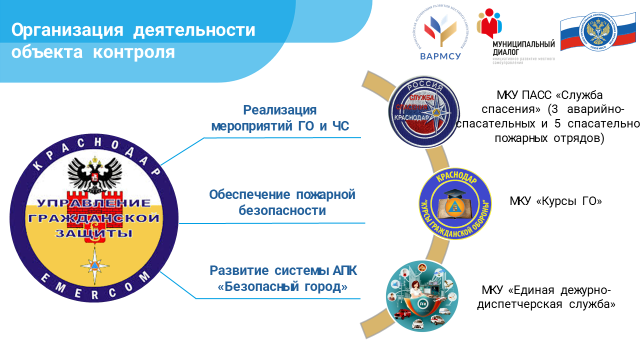 Организация деятельности
объекта контроля
ВАРМСУ
МУНИЦИПАЛЬНЫЙ
ДИАЛОГ
Реализация
мероприятий ГО и ЧС
Обеспечение пожарной
безопасности
Развитие системы АПК
«Безопасный город»
КРАСНОДАР
УПРАВЛЕНИЕ
ГРАЖДАНСКОЙ
ЗАЩИТЫ
EMERCOM
РОССИЯ
СЛУЖБА
КРАСНОДАР
МКУ ПАСС «Служба
спасения» (3 аварийно-
спасательных и 5 спасательно
пожарных отрядов)
КРАСНОДАР
"КУРСЫ ГРАЖДАНСКОЙ ОБОРОНЫ"
МКУ «Курсы ГО»
МКУ «Единая дежурно-
диспетчерская служба»